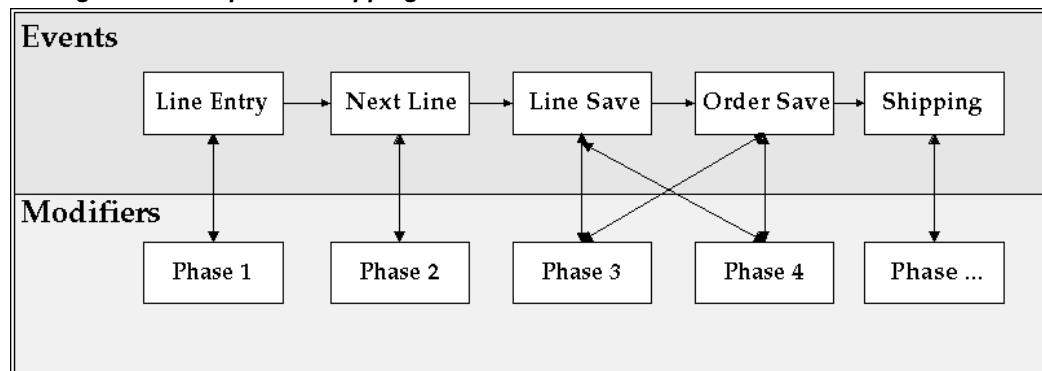 Events
Line Entry
Next Line
Line Save
Order Save
Shipping
Modifiers
Phase 1
Phase 2
Phase 3
Phase 4
Phase ...